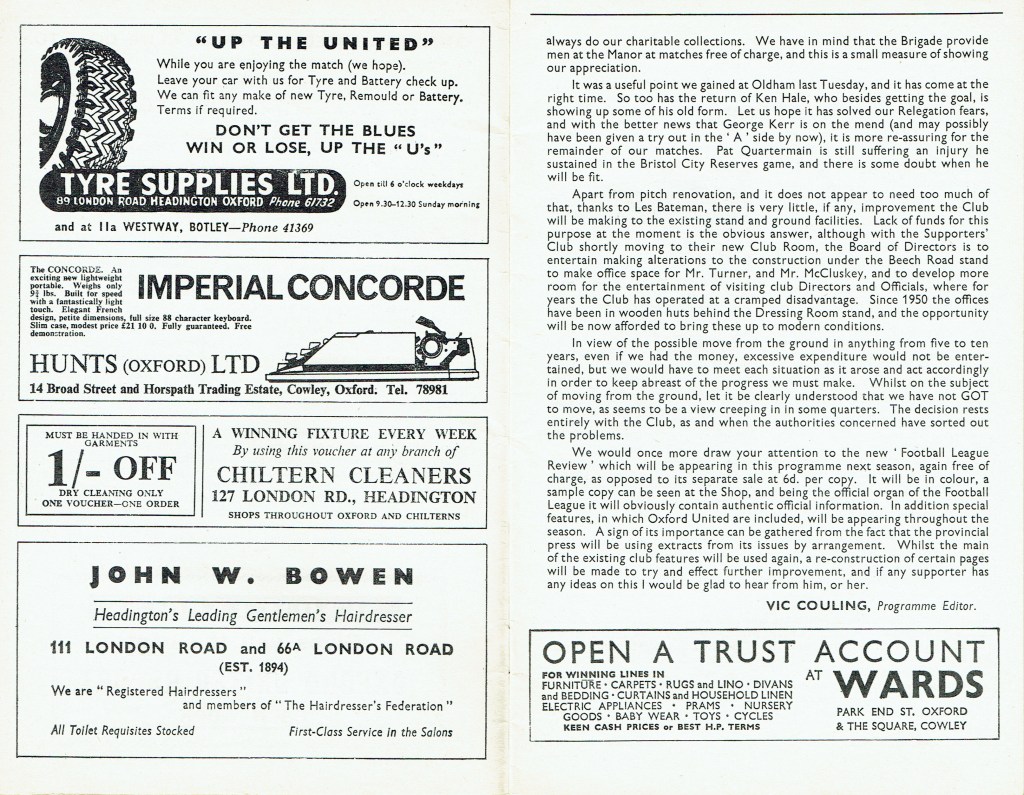 "UP THE UNITED"
While you are enjoying the match (we hope).
Leave your car with us for Tyre and Battery check up.
We can fit any make of new Tyre, Remould or Battery.
Terms if required.
DON'T GET THE BLUES
WIN OR LOSE, UP THE "U's"
TYRE SUPPLIES LTD.
89 LONDON ROAD HEADINGTON OXFORD Phone 61732
Open till 6 o'clock weekdays
Open 9.30-12.30 Sunday morning
and at 11a WESTWAY, BOTLEY—Phone 41369
The CONCORDE. An
exciting new lightweight
portable. Weighs only
9¾ lbs. Built for speed
with a fantastically light
touch. Elegant French
design, petite dimensions, full size 88 character keyboard.
Slim case, modest price £21 10 0. Fully guaranteed. Free
demonstration.
IMPERIAL CONCORDE
HUNTS (OXFORD) LTD
14 Broad Street and Horspath Trading Estate, Cowley, Oxford. Tel. 78981
MUST BE HANDED IN WITH
GARMENTS
1/- OFF
DRY CLEANING ONLY
ONE VOUCHER—ONE ORDER
A WINNING FIXTURE EVERY WEEK
By using this voucher at any branch of
CHILTERN CLEANERS
127 LONDON RD., HEADINGTON
SHOPS THROUGHOUT OXFORD AND CHILTERNS
JOHN W. BOWEN
Headington's Leading Gentlemen's Hairdresser
111 LONDON ROAD and 66A LONDON ROAD
(EST. 1894)
We are "Registered Hairdressers"
and members of "The Hairdresser's Federation"
All Toilet Requisites Stocked
First-Class Service in the Salons
always do our charitable collections. We have in mind that the Brigade provide
men at the Manor at matches free of charge, and this is a small measure of showing
our appreciation.
It was a useful point we gained at Oldham last Tuesday, and it has come at the
right time. So too has the return of Ken Hale, who besides getting the goal, is
showing up some of his old form. Let us hope it has solved our Relegation fears,
and with the better news that George Kerr is on the mend (and may possibly
have been given a try out in the 'A' side by now), it is more re-assuring for the
remainder of our matches. Pat Quartermain is still suffering an injury he
sustained in the Bristol City Reserves game, and there is some doubt when he
will be fit.
Apart from pitch renovation, and it does not appear to need too much of
that, thanks to Les Bateman, there is very little, if any, improvement the Club
will be making to the existing stand and ground facilities. Lack of funds for this
purpose at the moment is the obvious answer, although with the Supporters'
Club shortly moving to their new Club Room, the Board of Directors is to
entertain making alterations to the construction under the Beech Road stand
to make office space for Mr. Turner, and Mr. McCluskey, and to develop more
room for the entertainment of visiting club Directors and Officials, where for
years the Club has operated at a cramped disadvantage. Since 1950 the offices
have been in wooden huts behind the Dressing Room stand, and the opportunity
will be now afforded to bring these up to modern conditions.
In view of the possible move from the ground in anything from five to ten
years, even if we had the money, excessive expenditure would not be enter-
tained, but we would have to meet each situation as it arose and act accordingly
in order to keep abreast of the progress we must make. Whilst on the subject
of moving from the ground, let it be clearly understood that we have not GOT
to move, as seems to be a view creeping in in some quarters. The decision rests
entirely with the Club, as and when the authorities concerned have sorted out
the problems.
We would once more draw your attention to the new 'Football League
Review' which will be appearing in this programme next season, again free of
charge, as opposed to its separate sale at 6d. per copy. It will be in colour, a
sample copy can be seen at the Shop, and being the official organ of the Football
League it will obviously contain authentic official information. In addition special
features, in which Oxford United are included, will be appearing throughout the
season. A sign of its importance can be gathered from the fact that the provincial
press will be using extracts from its issues by arrangement. Whilst the main
of the existing club features will be used again, a re-construction of certain pages
will be made to try and effect further improvement, and if any supporter has
any ideas on this I would be glad to hear from him, or her.
VIC COULING, Programme Editor.
OPEN A TRUST ACCOUNT
FOR WINNING LINES IN
FURNITURE · CARPETS · RUGS and LINO · DIVANS
and BEDDING · CURTAINS and HOUSEHOLD LINEN
ELECTRIC APPLIANCES · PRAMS · NURSERY
GOODS · BABY WEAR · TOYS · CYCLES
KEEN CASH PRICES or BEST H.P. TERMS
AT WARDS
PARK END ST. OXFORD
& THE SQUARE, COWLEY